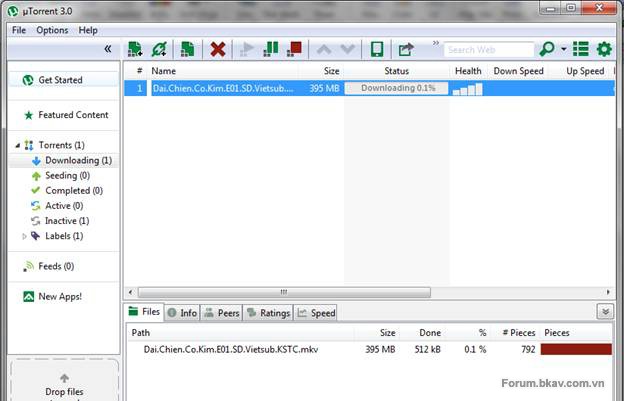 µTorrent 3.0
File Options Help
« » Search Web
Get Started
Featured Content
Torrents (1)
Downloading (1)
Seeding (0)
Completed (0)
Active (0)
Inactive (1)
Labels (1)
Feeds (0)
New Apps!
Drop files
# Name Size Status Health Down Speed Up Speed
1 Dai.Chien.Co.Kim.E01.SD.Vietsub.... 395 MB Downloading 0.1%
Files Info Peers Ratings Speed
Path Size Done % # Pieces Pieces
Dai.Chien.Co.Kim.E01.SD.Vietsub.KSTC.mkv 395 MB 512 kB 0.1 % 792
Forum.bkav.com.vn